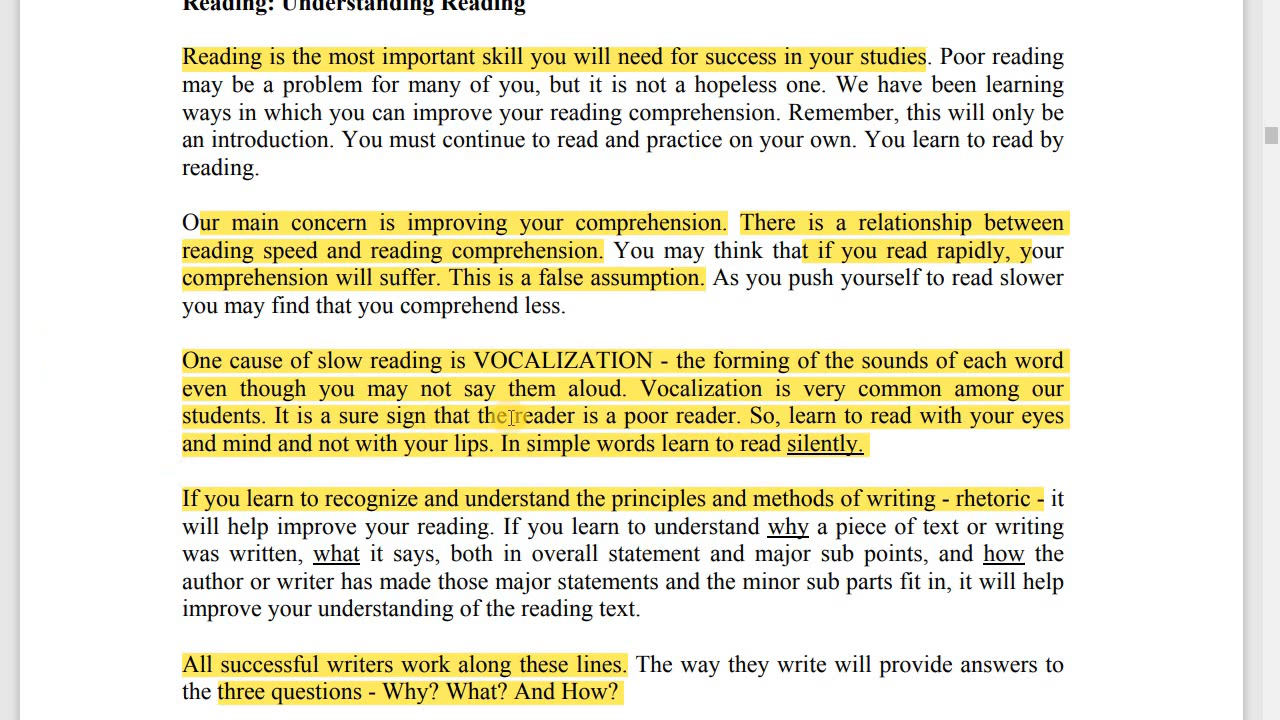 Reading: Understanding Reading
Reading is the most important skill you will need for success in your studies. Poor reading
may be a problem for many of you, but it is not a hopeless one. We have been learning
ways in which you can improve your reading comprehension. Remember, this will only be
an introduction. You must continue to read and practice on your own. You learn to read by
reading.
Our main concern is improving your comprehension. There is a relationship between
reading speed and reading comprehension. You may think that if you read rapidly, your
comprehension will suffer. This is a false assumption. As you push yourself to read slower
you may find that you comprehend less.
One cause of slow reading is VOCALIZATION - the forming of the sounds of each word
even though you may not say them aloud. Vocalization is very common among our
students. It is a sure sign that the reader is a poor reader. So, learn to read with your eyes
and mind and not with your lips. In simple words learn to read silently.
If you learn to recognize and understand the principles and methods of writing - rhetoric - it
will help improve your reading. If you learn to understand why a piece of text or writing
was written, what it says, both in overall statement and major sub points, and how the
author or writer has made those major statements and the minor sub parts fit in, it will help
improve your understanding of the reading text.
All successful writers work along these lines. The way they write will provide answers to
the three questions - Why? What? And How?